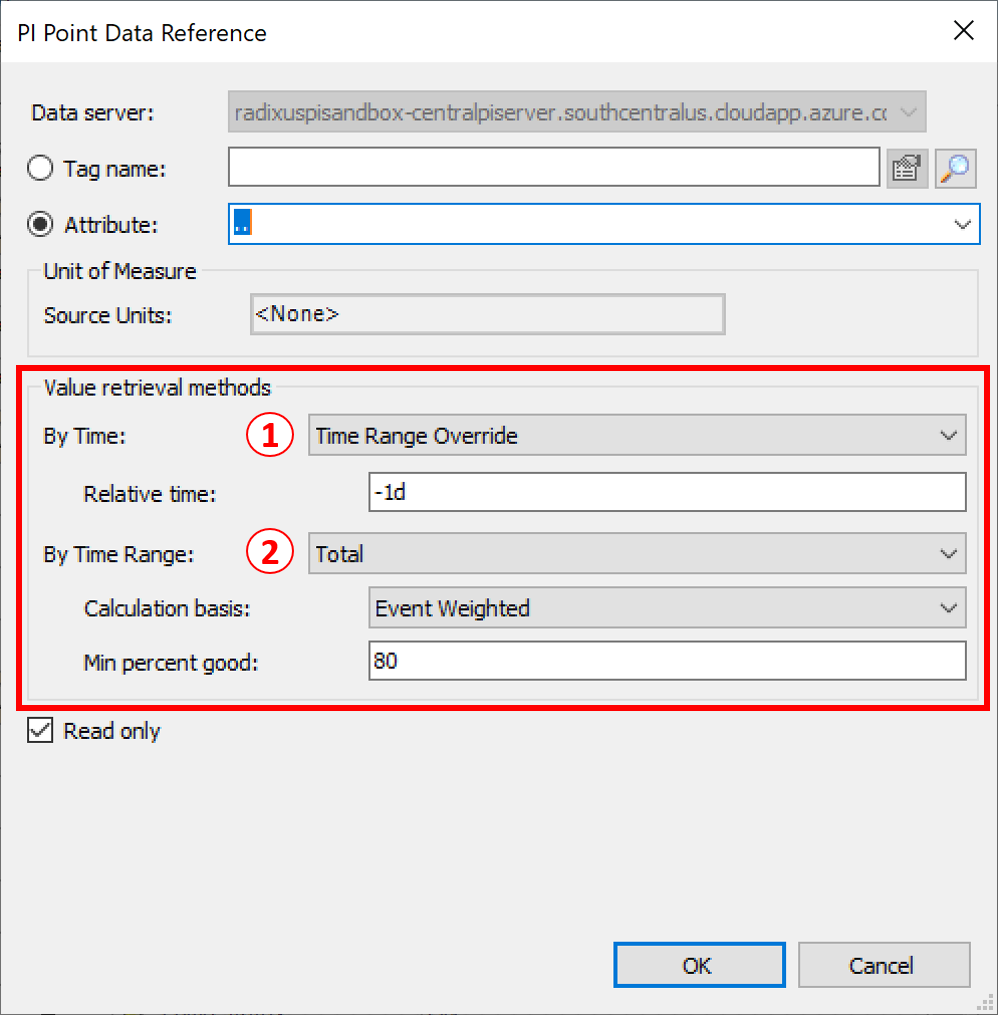 PI Point Data Reference
Data server: radixuspisandbox-centralpiserver.southcentralus.cloudapp.azure.cc
Tag name:
Attribute: ..
Unit of Measure
Source Units: <None>
Value retrieval methods
By Time: 1 Time Range Override
Relative time: -1d
By Time Range: 2 Total
Calculation basis: Event Weighted
Min percent good: 80
Read only
OK Cancel